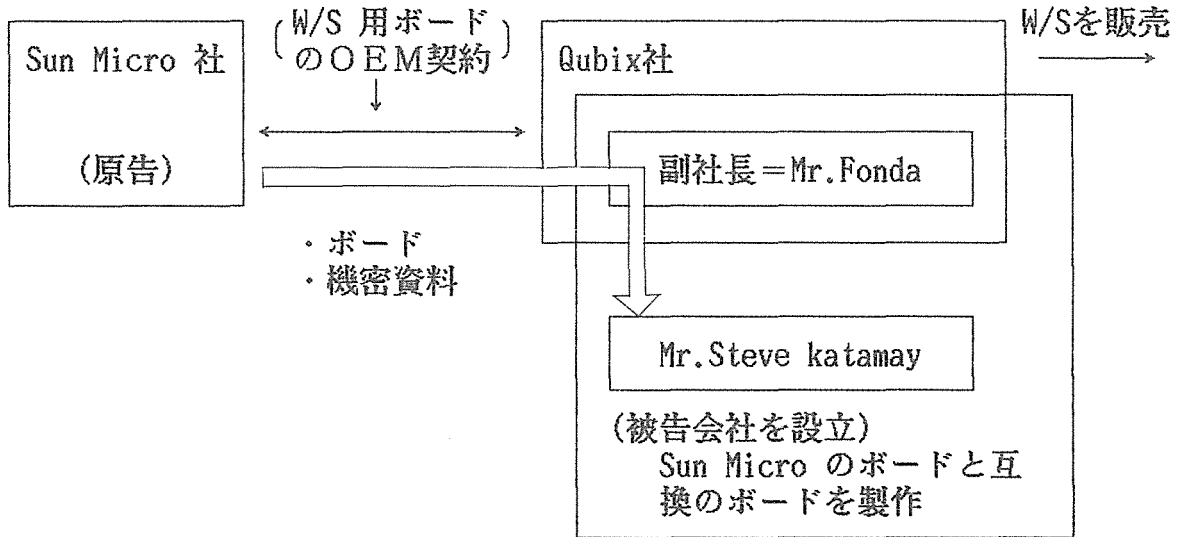 Sun Micro 社
(原告)
W/S 用ボード
のOEM契約
↓
Qubix社
W/Sを販売
副社長=Mr.Fonda
・ボード
・機密資料
Mr.Steve katamay
(被告会社を設立)
Sun Micro のボードと互
換のボードを製作